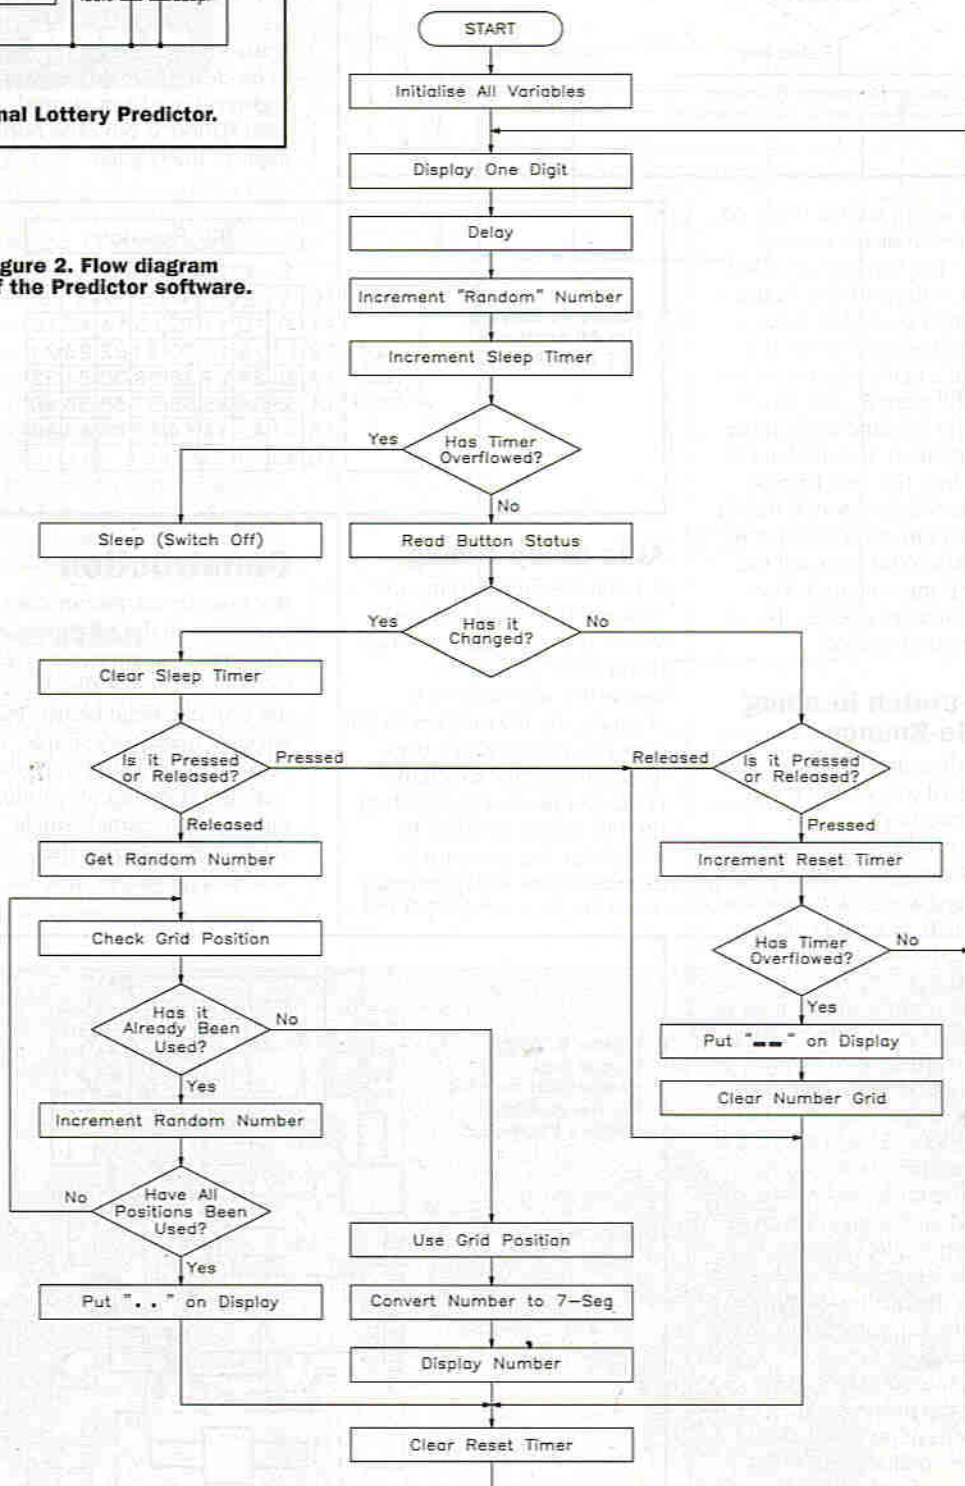 nal Lottery Predictor.
gure 2. Flow diagram
f the Predictor software.
START
Initialise All Variables
Display One Digit
Delay
Increment "Random" Number
Increment Sleep Timer
Has Timer
Overflowed?
Yes
No
Sleep (Switch Off)
Read Button Status
Has it
Changed?
Yes
No
Clear Sleep Timer
Is it Pressed
or Released?
Pressed
Released
Is it Pressed
or Released?
Released
Pressed
Get Random Number
Increment Reset Timer
Check Grid Position
Has Timer
Overflowed?
No
Yes
Has it
Already Been
Used?
No
Yes
Put "▬▬" on Display
Clear Number Grid
Increment Random Number
Have All
Positions Been
Used?
No
Yes
Use Grid Position
Put ". ." on Display
Convert Number to 7-Seg
Display Number
Clear Reset Timer